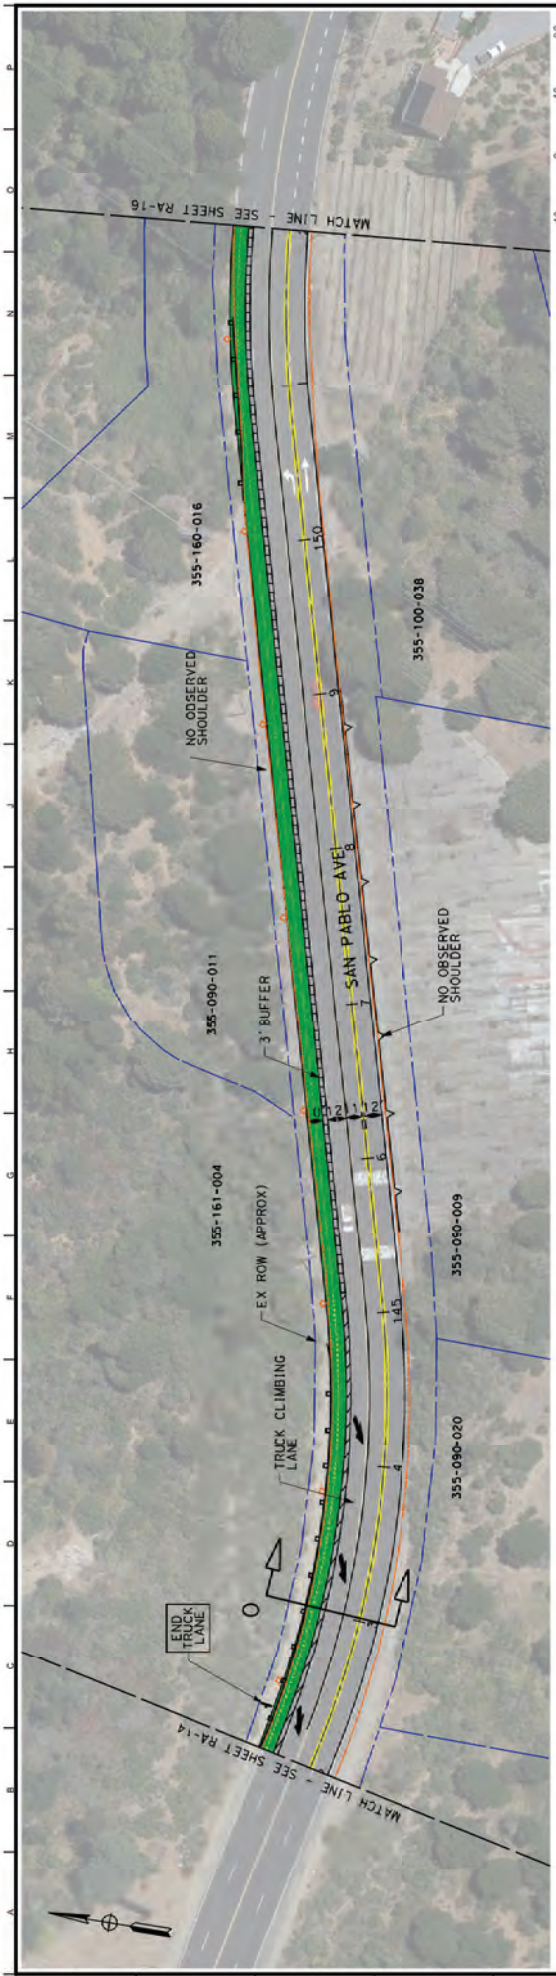 A
B
C
D
E
F
G
H
J
K
L
M
N
O
P
MATCH LINE - SEE SHEET RA-14
END
TRUCK
LANE
O
TRUCK CLIMBING
LANE
EX ROW (APPROX)
355-161-004
3' BUFFER
355-090-011
NO OBSERVED
SHOULDER
355-160-016
MATCH LINE - SEE SHEET RA-16
4
145
6
7
8
9
150
12
11
12
SAN PABLO AVE
NO OBSERVED
SHOULDER
355-090-020
355-090-009
355-100-038